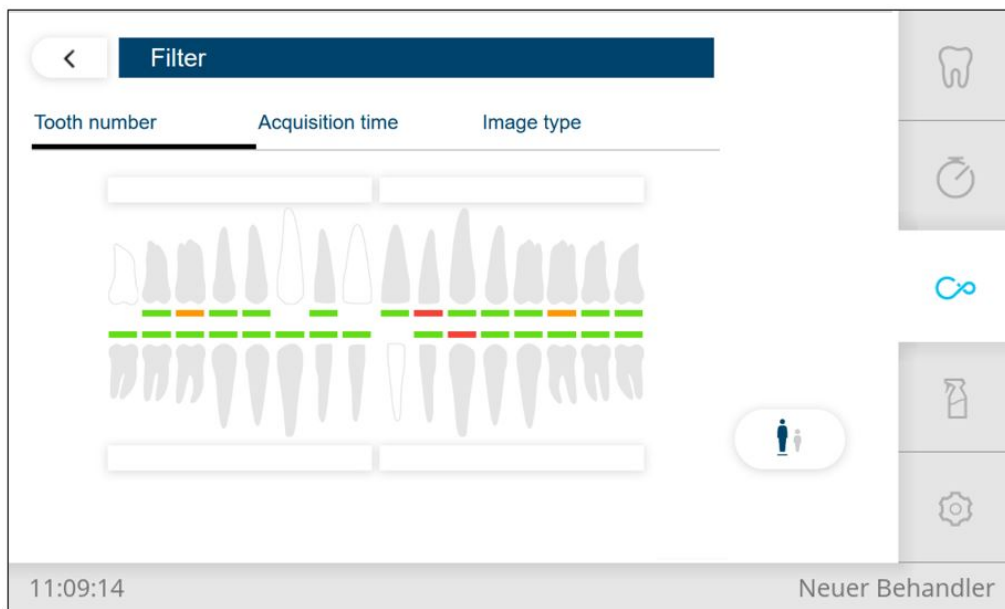 Filter
Tooth number Acquisition time Image type
11:09:14 Neuer Behandler